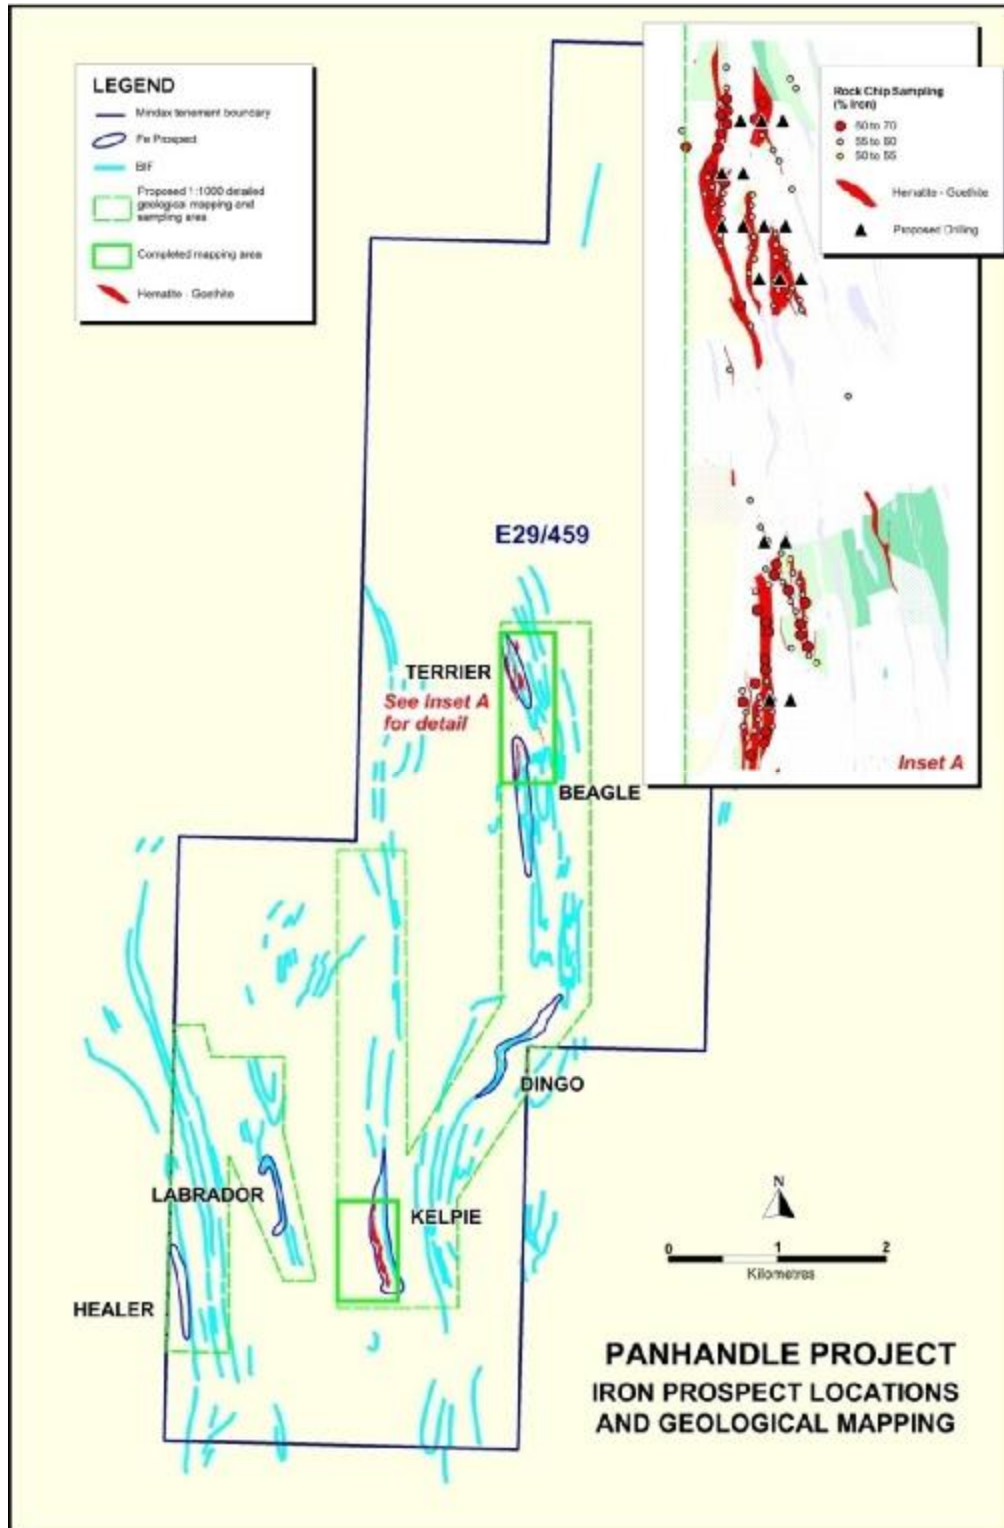 LEGEND
Mindax tenement boundary
Fe Prospect
BIF
Proposed 1:1000 detailed
geological mapping and
sampling area
Completed mapping area
Hematite - Goethite
Rock Chip Sampling
(% Iron)
60 to 70
55 to 60
50 to 55
Hematite - Goethite
Proposed Drilling
Inset A
E29/459
TERRIER
See Inset A
for detail
BEAGLE
DINGO
LABRADOR
KELPIE
HEALER
N
0 1 2
Kilometres
PANHANDLE PROJECT
IRON PROSPECT LOCATIONS
AND GEOLOGICAL MAPPING